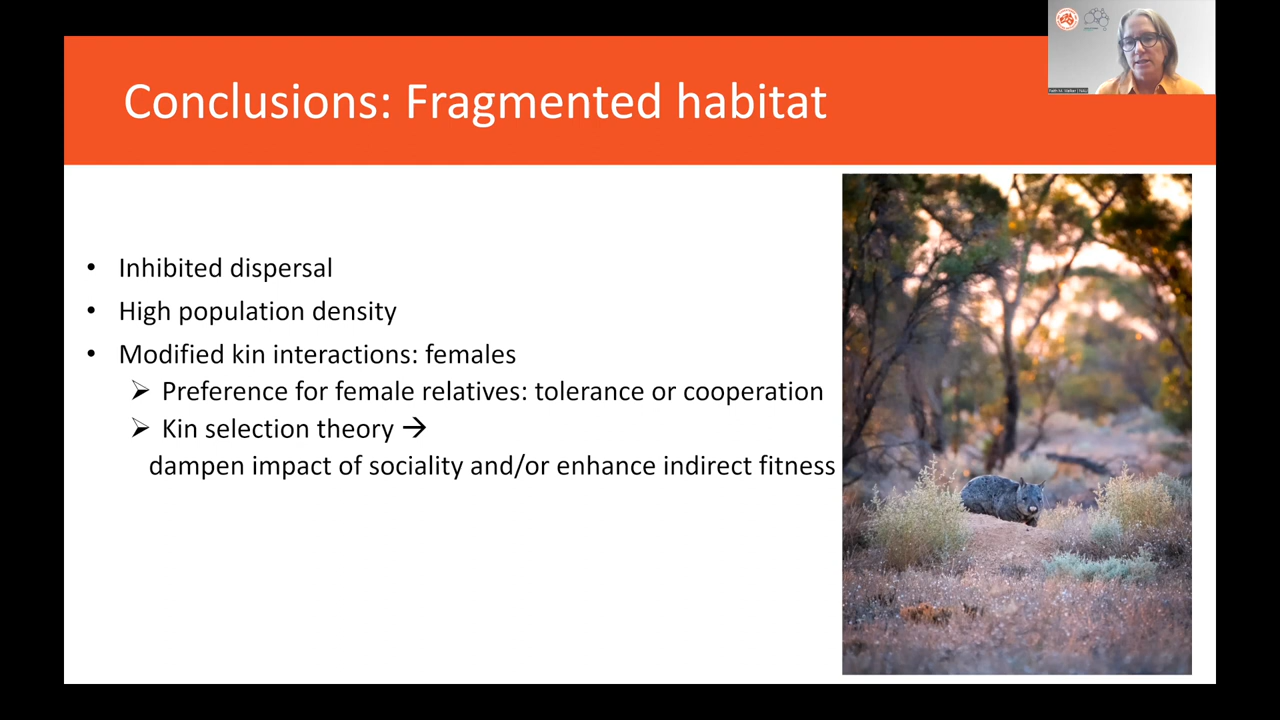 Conclusions: Fragmented habitat
• Inhibited dispersal
• High population density
• Modified kin interactions: females
➢ Preference for female relatives: tolerance or cooperation
➢ Kin selection theory →
dampen impact of sociality and/or enhance indirect fitness